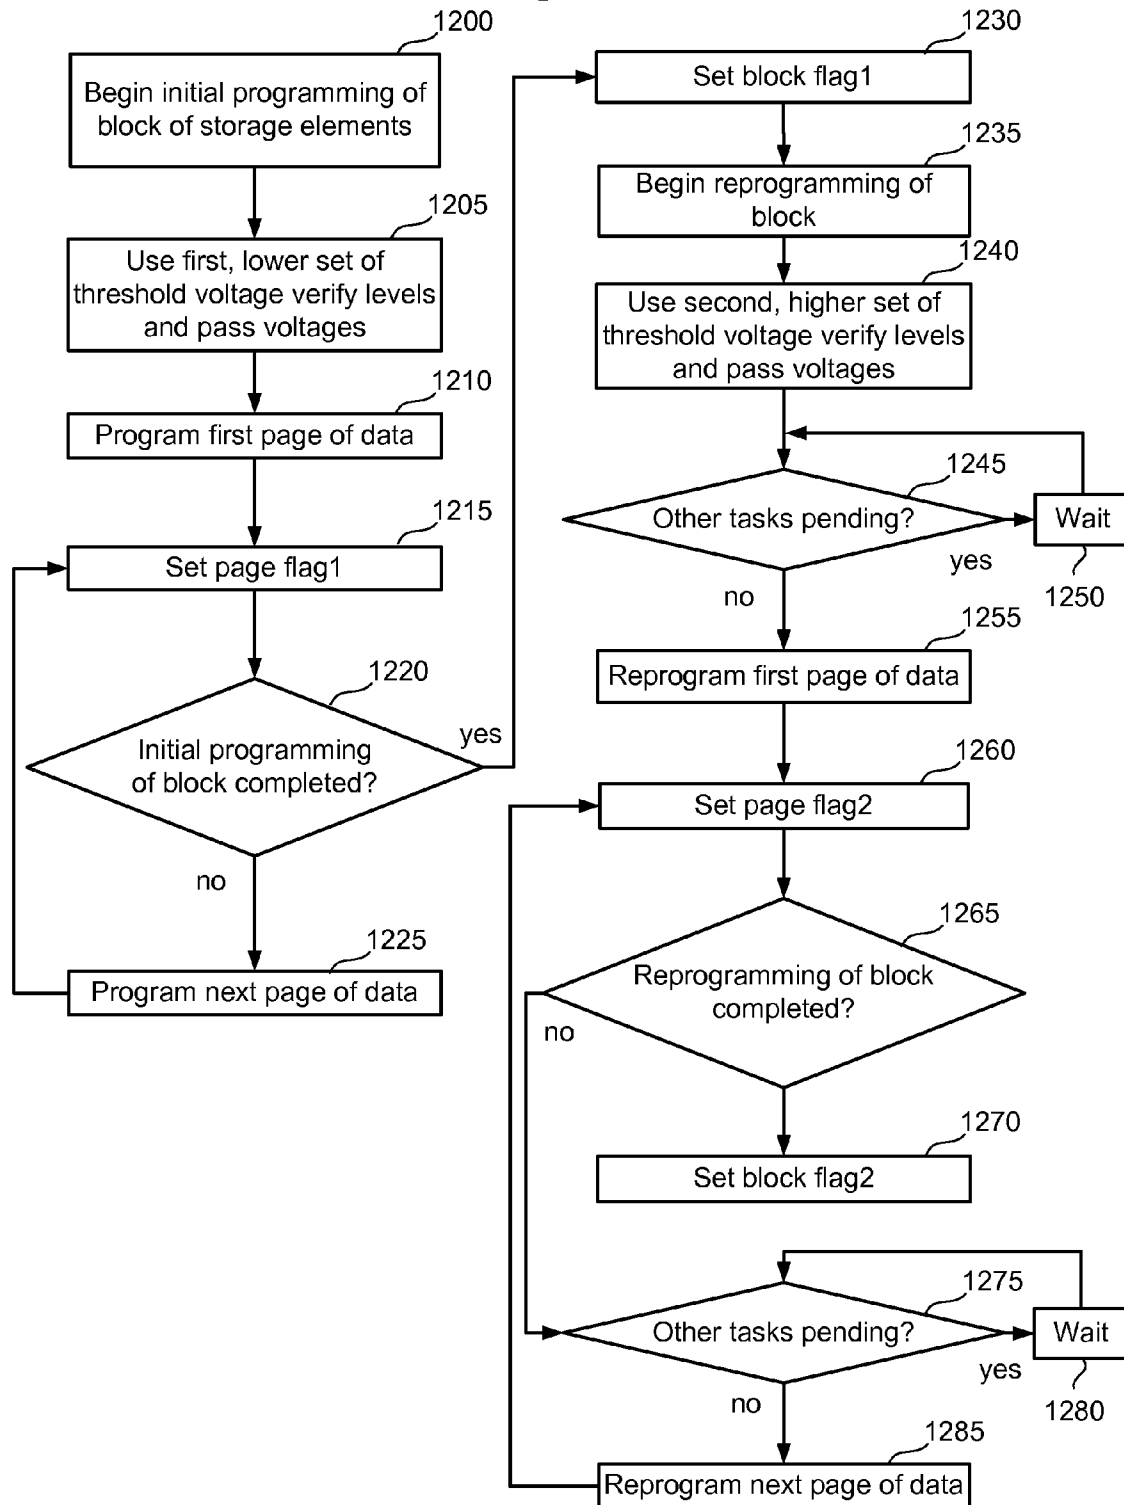 1200
Begin initial programming of
block of storage elements
1205
Use first, lower set of
threshold voltage verify levels
and pass voltages
1210
Program first page of data
1215
Set page flag1
1220
Initial programming
of block completed?
yes
no
1225
Program next page of data
1230
Set block flag1
1235
Begin reprogramming of
block
1240
Use second, higher set of
threshold voltage verify levels
and pass voltages
1245
Other tasks pending?
yes
Wait
1250
no
1255
Reprogram first page of data
1260
Set page flag2
1265
Reprogramming of block
completed?
no
1270
Set block flag2
1275
Other tasks pending?
yes
Wait
1280
no
1285
Reprogram next page of data